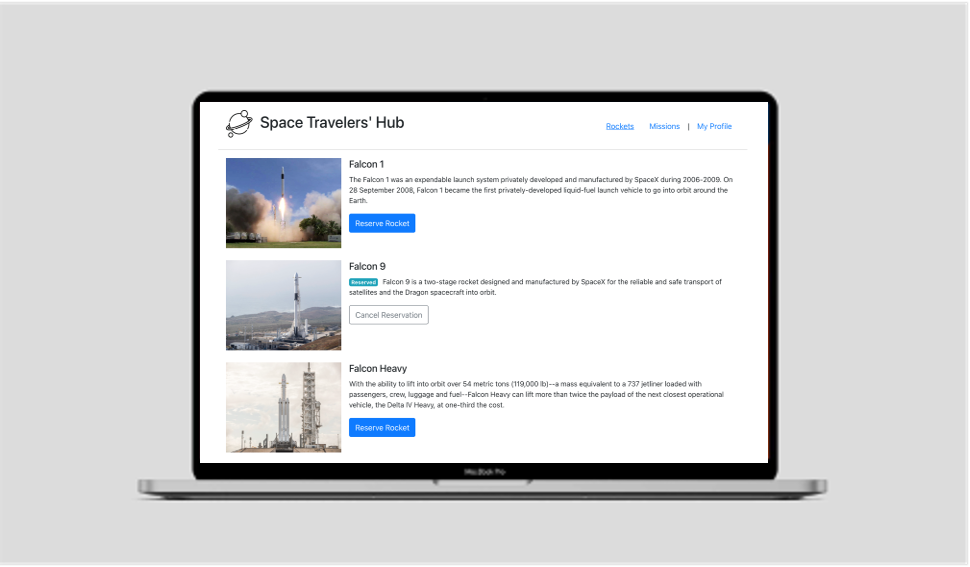 Space Travelers' Hub
Rockets Missions | My Profile
Falcon 1
The Falcon 1 was an expendable launch system privately developed and manufactured by SpaceX during 2006-2009. On
28 September 2008, Falcon 1 became the first privately-developed liquid-fuel launch vehicle to go into orbit around the
Earth.
Reserve Rocket
Falcon 9
Reserved Falcon 9 is a two-stage rocket designed and manufactured by SpaceX for the reliable and safe transport of
satellites and the Dragon spacecraft into orbit.
Cancel Reservation
Falcon Heavy
With the ability to lift into orbit over 54 metric tons (119,000 lb)--a mass equivalent to a 737 jetliner loaded with
passengers, crew, luggage and fuel--Falcon Heavy can lift more than twice the payload of the next closest operational
vehicle, the Delta IV Heavy, at one-third the cost.
Reserve Rocket
MacBook Pro